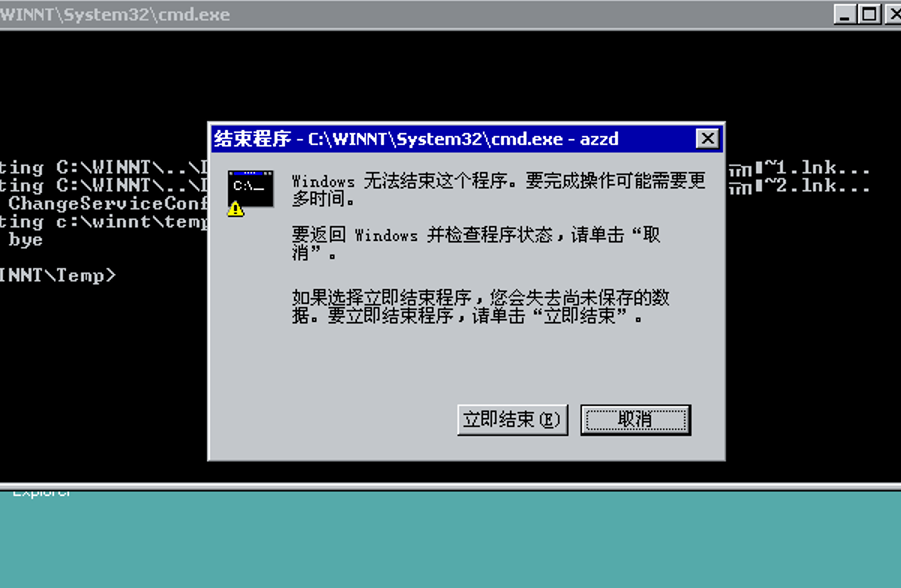 WINNT\System32\cmd.exe
结束程序 - C:\WINNT\System32\cmd.exe - azzd
ting C:\WINNT\..\
~1.lnk...
ting C:\WINNT\..\
~2.lnk...
ChangeServiceConf
ting c:\winnt\temp
bye
INNT\Temp>
C:\_
Windows 无法结束这个程序。要完成操作可能需要更
多时间。
要返回 Windows 并检查程序状态，请单击“取
消”。
如果选择立即结束程序，您会失去尚未保存的数
据。要立即结束程序，请单击“立即结束”。
立即结束(E)
取消
Explorer